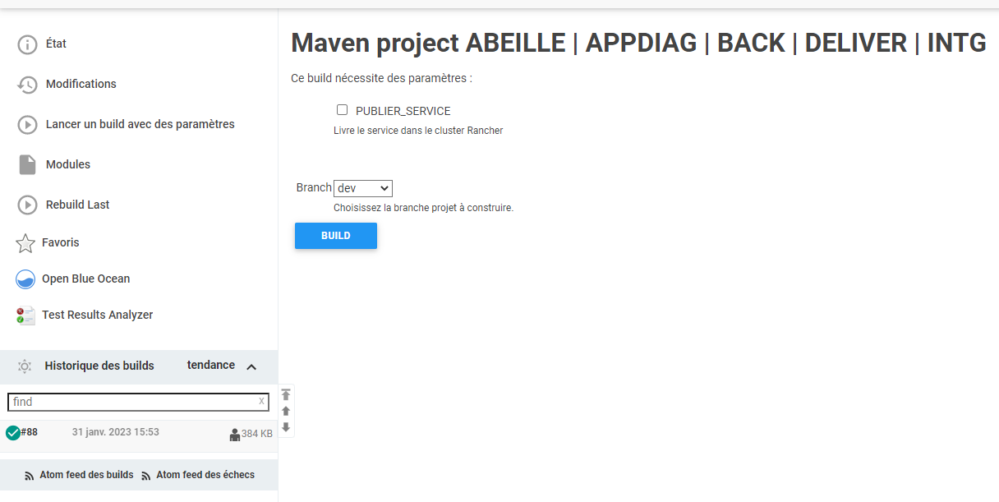 État
Modifications
Lancer un build avec des paramètres
Modules
Rebuild Last
Favoris
Open Blue Ocean
Test Results Analyzer
Historique des builds tendance
find x
#88 31 janv. 2023 15:53 384 KB
Atom feed des builds Atom feed des échecs
Maven project ABEILLE | APPDIAG | BACK | DELIVER | INTG
Ce build nécessite des paramètres :
PUBLIER_SERVICE
Livre le service dans le cluster Rancher
Branch dev
Choisissez la branche projet à construire.
BUILD